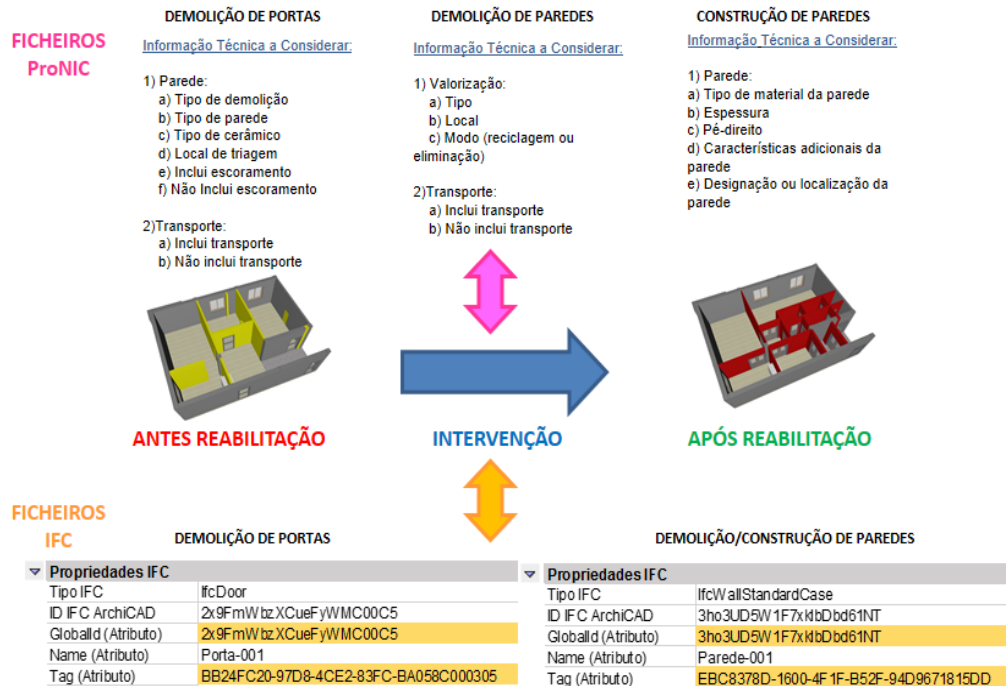 FICHEIROS
ProNIC
DEMOLIÇÃO DE PORTAS
Informação Técnica a Considerar:
1) Parede:
a) Tipo de demolição
b) Tipo de parede
c) Tipo de cerâmico
d) Local de triagem
e) Inclui escoramento
f) Não Inclui escoramento
2)Transporte:
a) Inclui transporte
b) Não inclui transporte
DEMOLIÇÃO DE PAREDES
Informação Técnica a Considerar:
1) Valorização:
a) Tipo
b) Local
c) Modo (reciclagem ou
eliminação)
2)Transporte:
a) Inclui transporte
b) Não inclui transporte
CONSTRUÇÃO DE PAREDES
Informação Técnica a Considerar:
1) Parede:
a) Tipo de material da parede
b) Espessura
c) Pé-direito
d) Características adicionais da
parede
e) Designação ou localização da
parede
ANTES REABILITAÇÃO
INTERVENÇÃO
APÓS REABILITAÇÃO
FICHEIROS
IFC
DEMOLIÇÃO DE PORTAS
Propriedades IFC
Tipo IFC IfcDoor
ID IFC ArchiCAD 2x9FmWbzXCueFyWMC00C5
GlobalId (Atributo) 2x9FmWbzXCueFyWMC00C5
Name (Atributo) Porta-001
Tag (Atributo) BB24FC20-97D8-4CE2-83FC-BA058C000305
DEMOLIÇÃO/CONSTRUÇÃO DE PAREDES
Propriedades IFC
Tipo IFC IfcWallStandardCase
ID IFC ArchiCAD 3ho3UD5W1F7xklbDbd61NT
GlobalId (Atributo) 3ho3UD5W1F7xklbDbd61NT
Name (Atributo) Parede-001
Tag (Atributo) EBC8378D-1600-4F1F-B52F-94D9671815DD